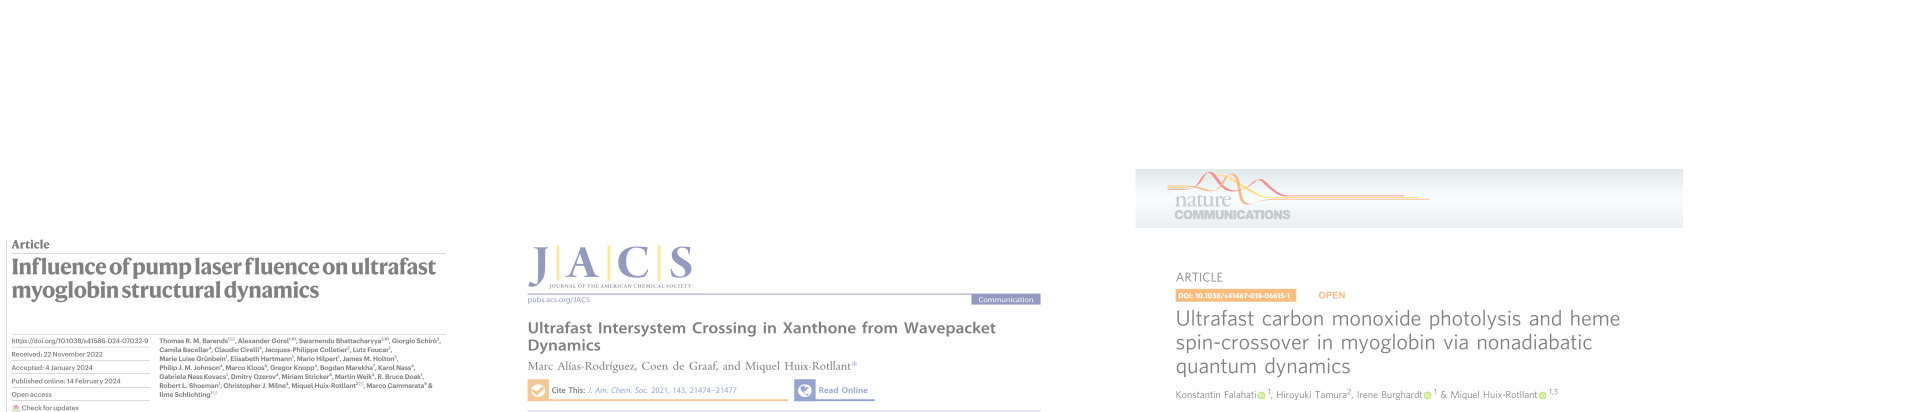 Article
Influence of pump laser fluence on ultrafast
myoglobin structural dynamics
https://doi.org/10.1038/s41586-024-07032-9
Received: 22 November 2022
Accepted: 4 January 2024
Published online: 14 February 2024
Open access
Check for updates
Thomas R. M. Barends, Alexander Gorel, Swarnendu Bhattacharyya, Giorgio Schirò,
Camila Bacellar, Claudio Cirelli, Jacques-Philippe Colletier, Lutz Foucar,
Marie Luise Grünbein, Elisabeth Hartmann, Mario Hilpert, James M. Holton,
Philip J. M. Johnson, Marco Kloos, Gregor Knopp, Bogdan Marekha, Karol Nass,
Gabriela Nass Kovacs, Dmitry Ozerov, Miriam Stricker, Martin Weik, R. Bruce Doak,
Robert L. Shoeman, Christopher J. Milne, Miquel Huix-Rotllant, Marco Cammarata &
Ilme Schlichting
J|A|C|S
JOURNAL OF THE AMERICAN CHEMICAL SOCIETY
pubs.acs.org/JACS
Communication
Ultrafast Intersystem Crossing in Xanthone from Wavepacket
Dynamics
Marc Alías-Rodríguez, Coen de Graaf, and Miquel Huix-Rotllant*
Cite This: J. Am. Chem. Soc. 2021, 143, 21474−21477
Read Online
nature
COMMUNICATIONS
ARTICLE
DOI: 10.1038/s41467-018-06615-1
OPEN
Ultrafast carbon monoxide photolysis and heme
spin-crossover in myoglobin via nonadiabatic
quantum dynamics
Konstantin Falahati 1, Hiroyuki Tamura2, Irene Burghardt 1 & Miquel Huix-Rotllant 1,3